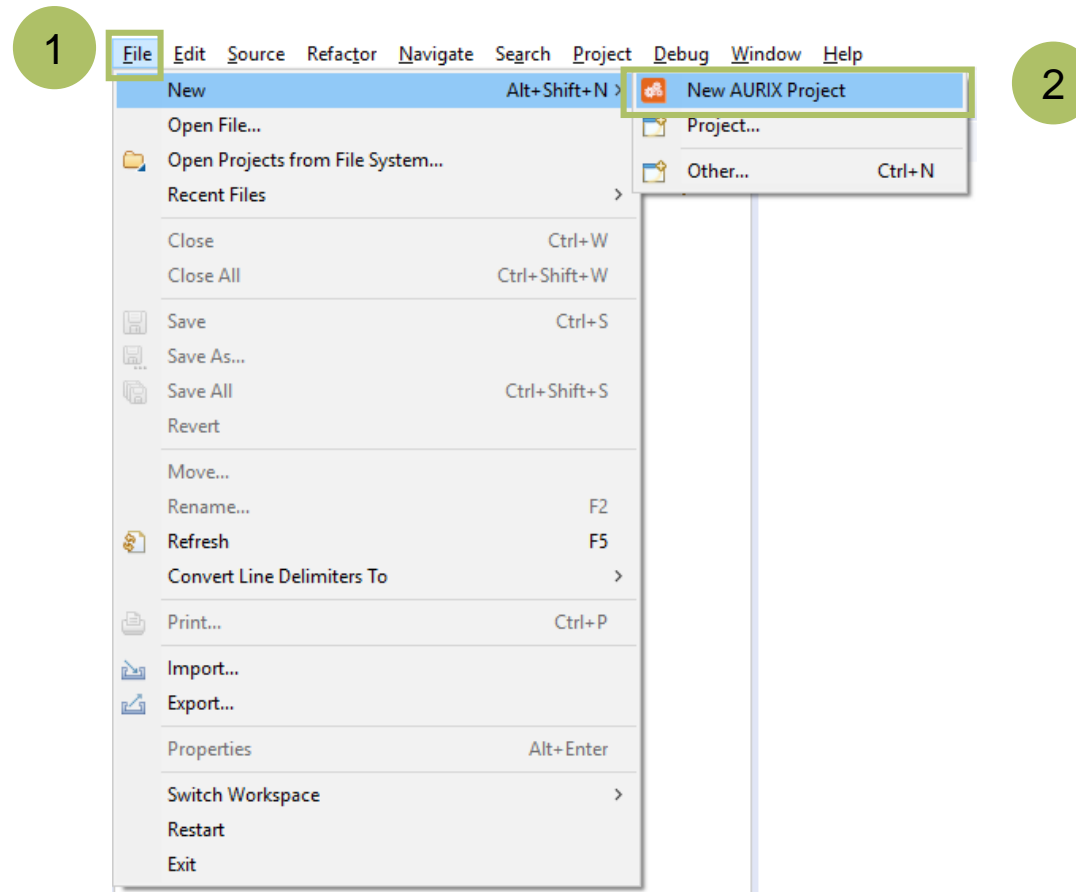 1
File Edit Source Refactor Navigate Search Project Debug Window Help
2
New Alt+Shift+N >
New AURIX Project
Open File...
Project...
Open Projects from File System...
Other... Ctrl+N
Recent Files >
Close Ctrl+W
Close All Ctrl+Shift+W
Save Ctrl+S
Save As...
Save All Ctrl+Shift+S
Revert
Move...
Rename... F2
Refresh F5
Convert Line Delimiters To >
Print... Ctrl+P
Import...
Export...
Properties Alt+Enter
Switch Workspace >
Restart
Exit